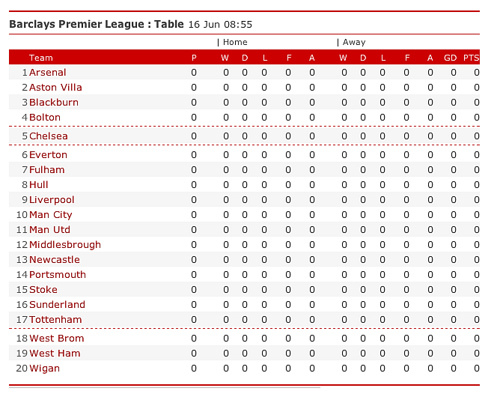 Barclays Premier League : Table 16 Jun 08:55
| Home | Away
Team P W D L F A W D L F A GD PTS
1 Arsenal 0 0 0 0 0 0 0 0 0 0 0 0 0
2 Aston Villa 0 0 0 0 0 0 0 0 0 0 0 0 0
3 Blackburn 0 0 0 0 0 0 0 0 0 0 0 0 0
4 Bolton 0 0 0 0 0 0 0 0 0 0 0 0 0
5 Chelsea 0 0 0 0 0 0 0 0 0 0 0 0 0
6 Everton 0 0 0 0 0 0 0 0 0 0 0 0 0
7 Fulham 0 0 0 0 0 0 0 0 0 0 0 0 0
8 Hull 0 0 0 0 0 0 0 0 0 0 0 0 0
9 Liverpool 0 0 0 0 0 0 0 0 0 0 0 0 0
10 Man City 0 0 0 0 0 0 0 0 0 0 0 0 0
11 Man Utd 0 0 0 0 0 0 0 0 0 0 0 0 0
12 Middlesbrough 0 0 0 0 0 0 0 0 0 0 0 0 0
13 Newcastle 0 0 0 0 0 0 0 0 0 0 0 0 0
14 Portsmouth 0 0 0 0 0 0 0 0 0 0 0 0 0
15 Stoke 0 0 0 0 0 0 0 0 0 0 0 0 0
16 Sunderland 0 0 0 0 0 0 0 0 0 0 0 0 0
17 Tottenham 0 0 0 0 0 0 0 0 0 0 0 0 0
18 West Brom 0 0 0 0 0 0 0 0 0 0 0 0 0
19 West Ham 0 0 0 0 0 0 0 0 0 0 0 0 0
20 Wigan 0 0 0 0 0 0 0 0 0 0 0 0 0